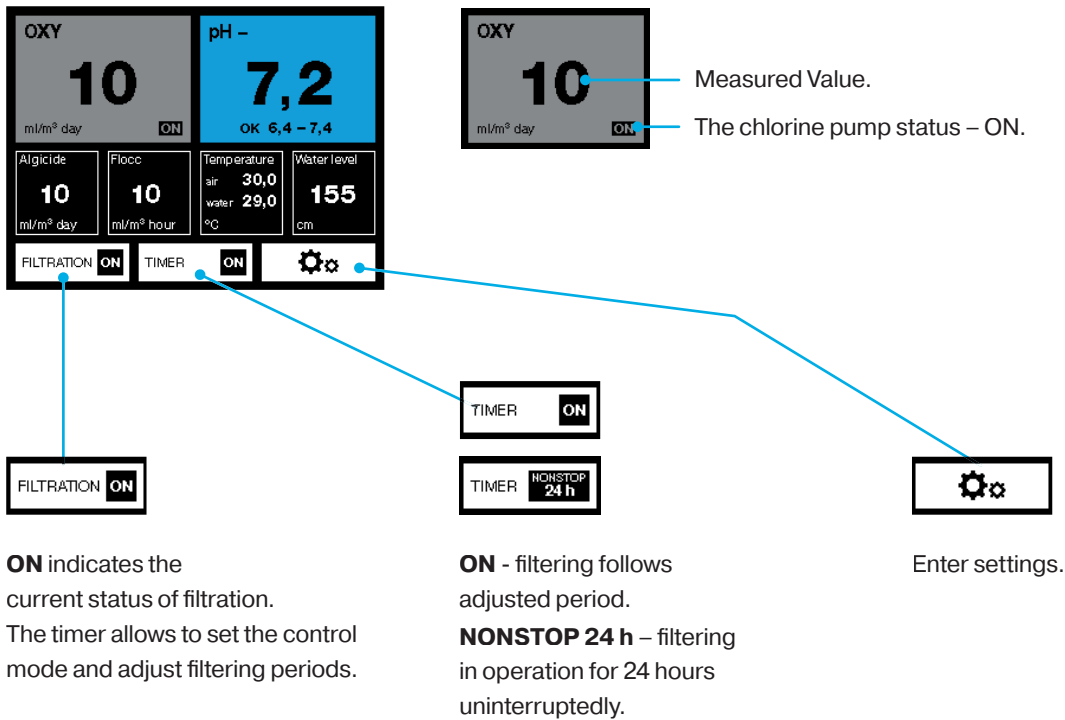 OXY
10
ml/m³ day ON
pH –
7,2
OK 6,4 – 7,4
Algicide
10
ml/m³ day
Flocc
10
ml/m³ hour
Temperature
air 30,0
water 29,0
°C
Water level
155
cm
FILTRATION ON
TIMER ON
OXY
10
ml/m³ day ON
Measured Value.
The chlorine pump status – ON.
FILTRATION ON
ON indicates the
current status of filtration.
The timer allows to set the control
mode and adjust filtering periods.
TIMER ON
TIMER NONSTOP
24 h
ON - filtering follows
adjusted period.
NONSTOP 24 h – filtering
in operation for 24 hours
uninterruptedly.
Enter settings.